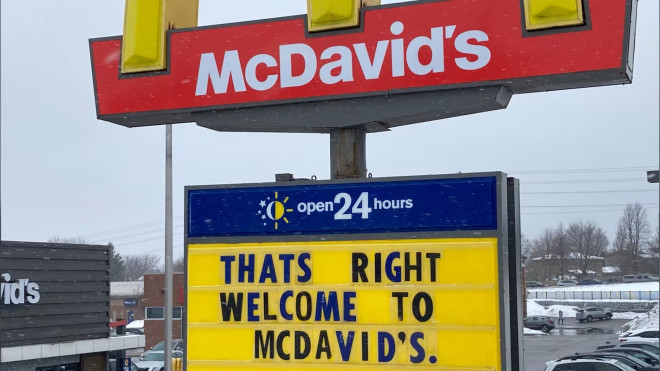 McDavid's
open 24 hours
THATS RIGHT
WELCOME TO
MCDAVID'S.
vid's